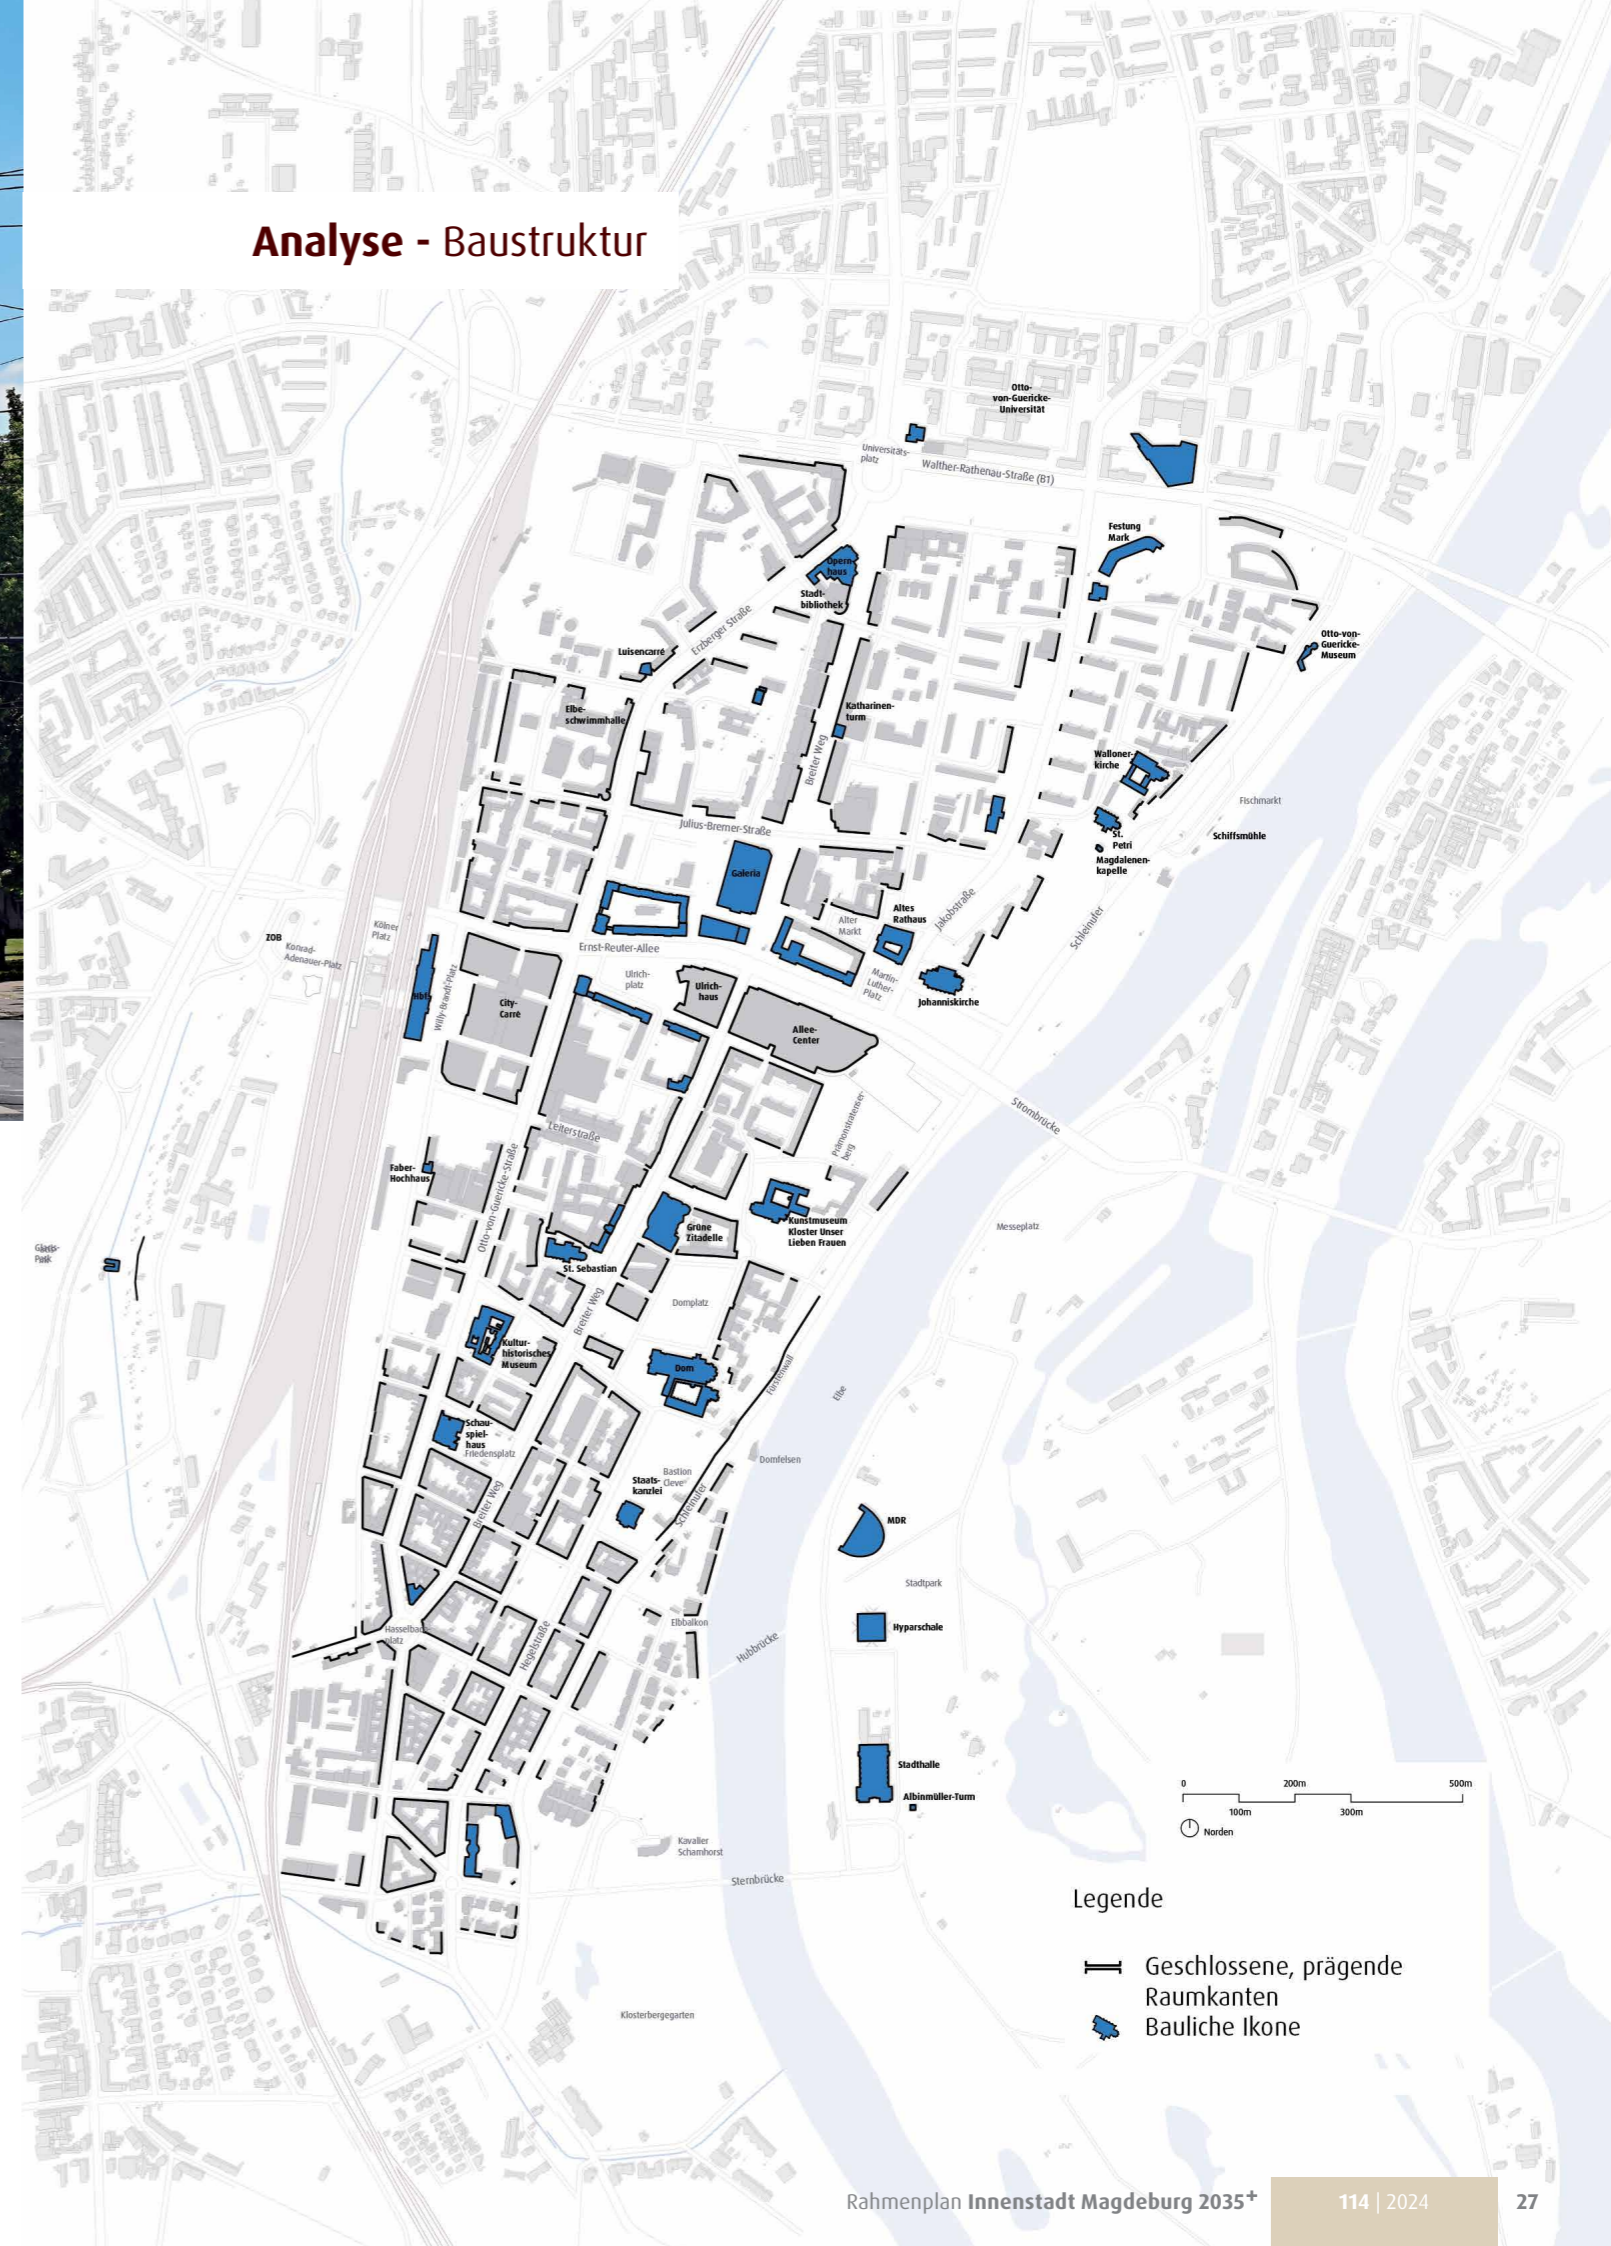 Analyse - Baustruktur
Otto-
von-Guericke-
Universität
Universitäts-
platz
Walther-Rathenau-Straße (B1)
Festung
Mark
Opern-
haus
Stadt-
bibliothek
Erzberger Straße
Luisencarré
Otto-von-
Guericke-
Museum
Elbe-
schwimmhalle
Katharinen-
turm
Breiter Weg
Walloner-
kirche
Fischmarkt
Julius-Bremer-Straße
St.
Petri
Schiffsmühle
Magdalenen-
kapelle
Galeria
Altes
Rathaus
Jakobstraße
Alter
Markt
Schleinufer
Kölner
Platz
ZOB
Konrad-
Adenauer-Platz
Ernst-Reuter-Allee
Ulrich-
platz
Martin-
Luther-
Platz
Hbf
Willy-Brandt-Platz
City-
Carré
Ulrich-
haus
Johanniskirche
Allee-
Center
Strombrücke
Leiterstraße
Prämonstratenser-
berg
Faber-
Hochhaus
Otto-von-Guericke-Straße
Grüne
Zitadelle
Kunstmuseum
Kloster Unser
Lieben Frauen
Messeplatz
Park
St. Sebastian
Domplatz
Breiter Weg
Kultur-
historisches
Museum
Dom
Fürstenwall
Elbe
Schau-
spiel-
haus
Friedensplatz
Domfelsen
Bastion
Cleve
Staats-
kanzlei
Breiter Weg
Schleinufer
MDR
Stadtpark
Elbbalkon
Hyparschale
Hasselbach-
platz
Hegelstraße
Hubbrücke
Stadthalle
Albinmüller-Turm
Kavalier
Scharnhorst
Sternbrücke
Klosterbergegarten
0
200m
500m
100m
300m
Norden
Legende
Geschlossene, prägende
Raumkanten
Bauliche Ikone
Rahmenplan Innenstadt Magdeburg 2035+
114 | 2024
27